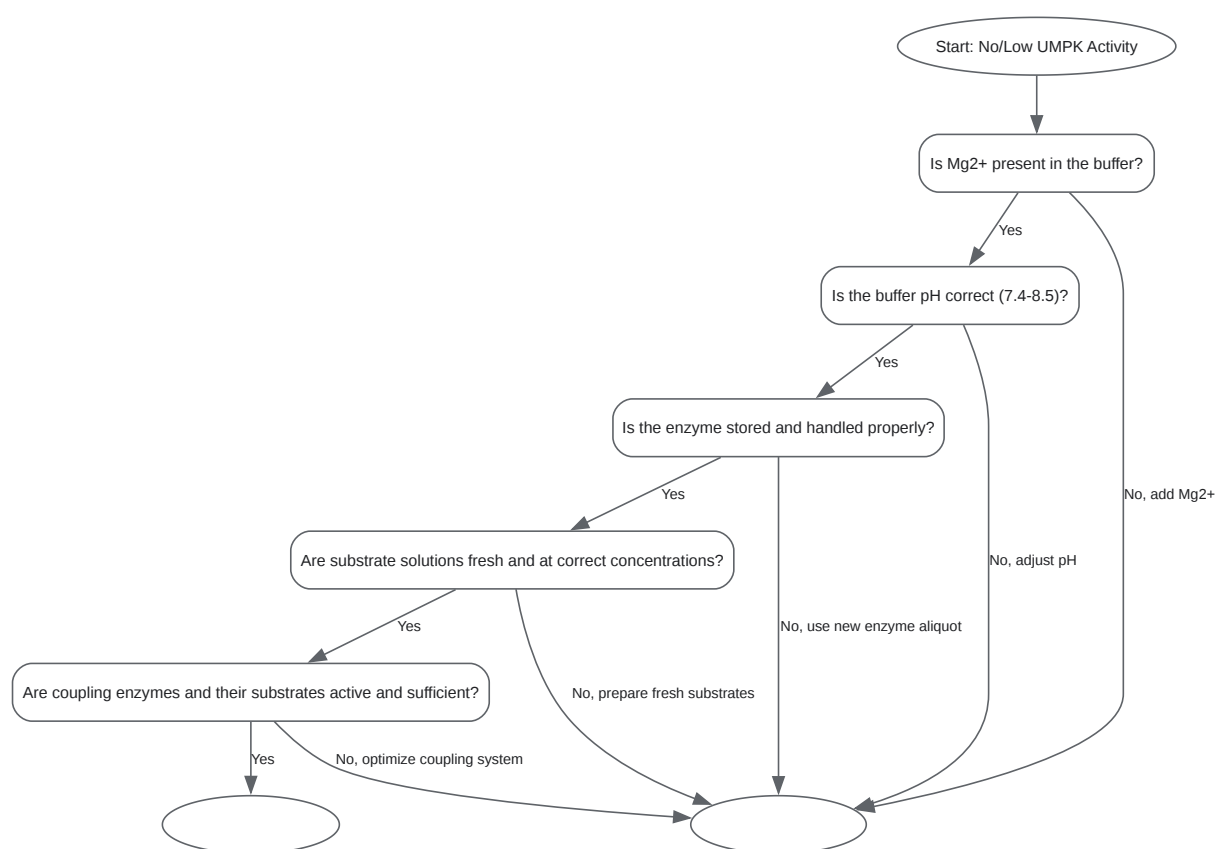 Start: No/Low UMPK Activity
Is Mg2+ present in the buffer?
Yes
Is the buffer pH correct (7.4-8.5)?
Yes
Is the enzyme stored and handled properly?
Yes
No, add Mg2+
Are substrate solutions fresh and at correct concentrations?
No, adjust pH
Yes
No, use new enzyme aliquot
Are coupling enzymes and their substrates active and sufficient?
No, prepare fresh substrates
Yes
No, optimize coupling system